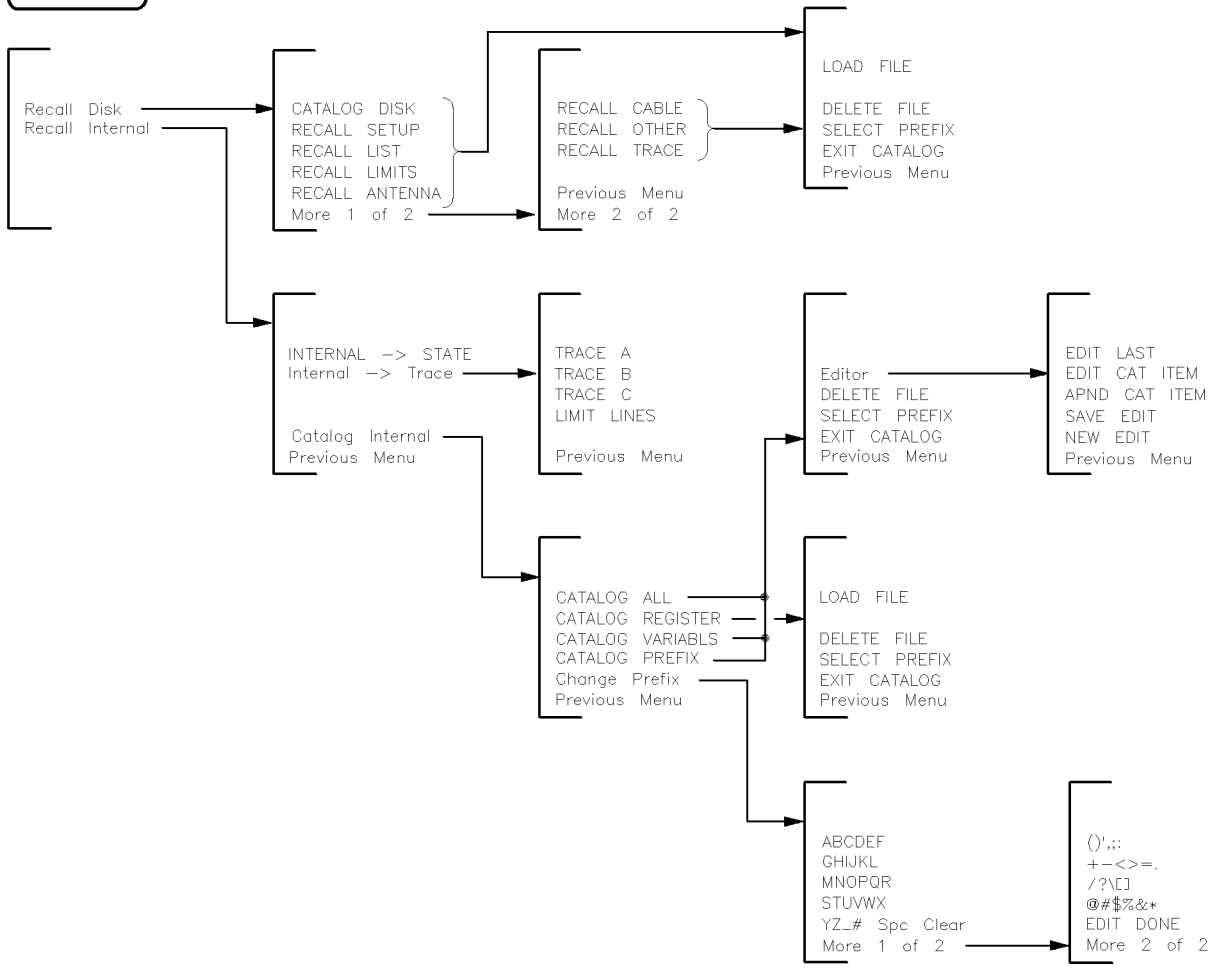 Recall Disk
Recall Internal
CATALOG DISK
RECALL SETUP
RECALL LIST
RECALL LIMITS
RECALL ANTENNA
More 1 of 2
RECALL CABLE
RECALL OTHER
RECALL TRACE
Previous Menu
More 2 of 2
LOAD FILE
DELETE FILE
SELECT PREFIX
EXIT CATALOG
Previous Menu
INTERNAL -> STATE
Internal -> Trace
Catalog Internal
Previous Menu
TRACE A
TRACE B
TRACE C
LIMIT LINES
Previous Menu
Editor
DELETE FILE
SELECT PREFIX
EXIT CATALOG
Previous Menu
EDIT LAST
EDIT CAT ITEM
APND CAT ITEM
SAVE EDIT
NEW EDIT
Previous Menu
CATALOG ALL
CATALOG REGISTER
CATALOG VARIABLS
CATALOG PREFIX
Change Prefix
Previous Menu
LOAD FILE
DELETE FILE
SELECT PREFIX
EXIT CATALOG
Previous Menu
ABCDEF
GHIJKL
MNOPQR
STUVWX
YZ_# Spc Clear
More 1 of 2
()',;:
+-<>=.
/?\[]
@#$%&*
EDIT DONE
More 2 of 2